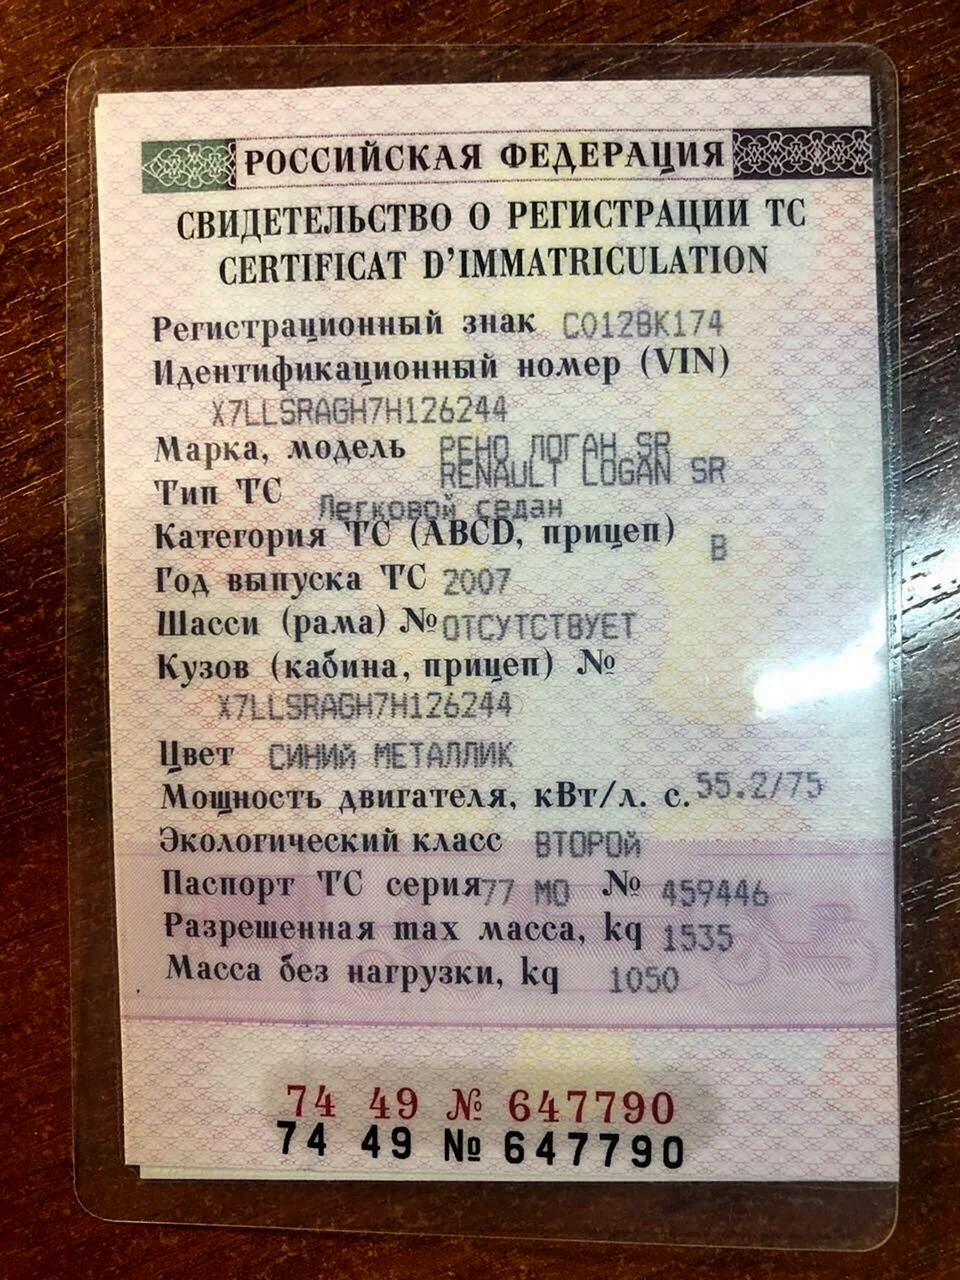 РОССИЙСКАЯ ФЕДЕРАЦИЯ
СВИДЕТЕЛЬСТВО О РЕГИСТРАЦИИ ТС
CERTIFICAT D'IMMATRICULATION
Регистрационный знак С012ВК174
Идентификационный номер (VIN)
X7LLSRAGH7H126244
Марка, модель РЕНО ЛОГАН SR
RENAULT LOGAN SR
Тип ТС Легковой седан
Категория ТС (ABCD, прицеп) B
Год выпуска ТС 2007
Шасси (рама) № ОТСУТСТВУЕТ
Кузов (кабина, прицеп) №
X7LLSRAGH7H126244
Цвет СИНИЙ МЕТАЛЛИК
Мощность двигателя, кВт/л. с. 55.2/75
Экологический класс ВТОРОЙ
Паспорт ТС серия 77 МО № 459446
Разрешенная max масса, kq 1535
Масса без нагрузки, kq 1050
74 49 № 647790
74 49 № 647790